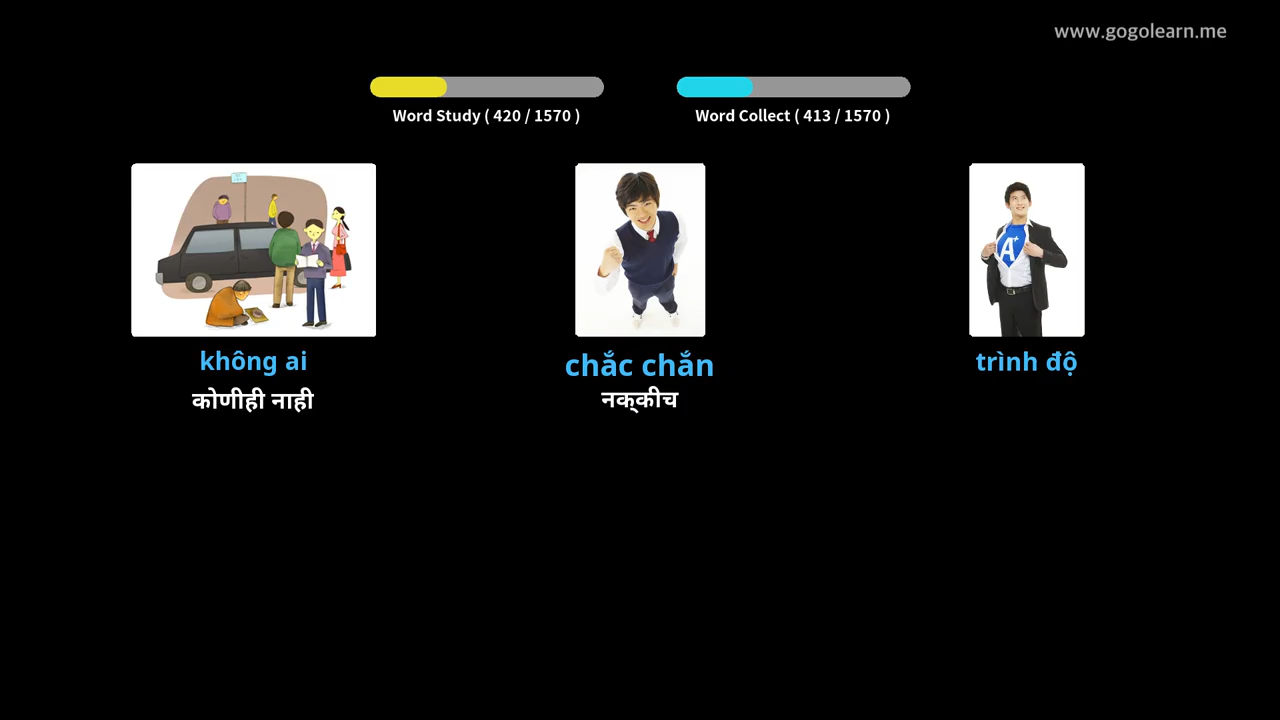 www.gogolearn.me
Word Study ( 420 / 1570 )
Word Collect ( 413 / 1570 )
A+
không ai
chắc chắn
trình độ
कोणीही नाही
नक्कीच